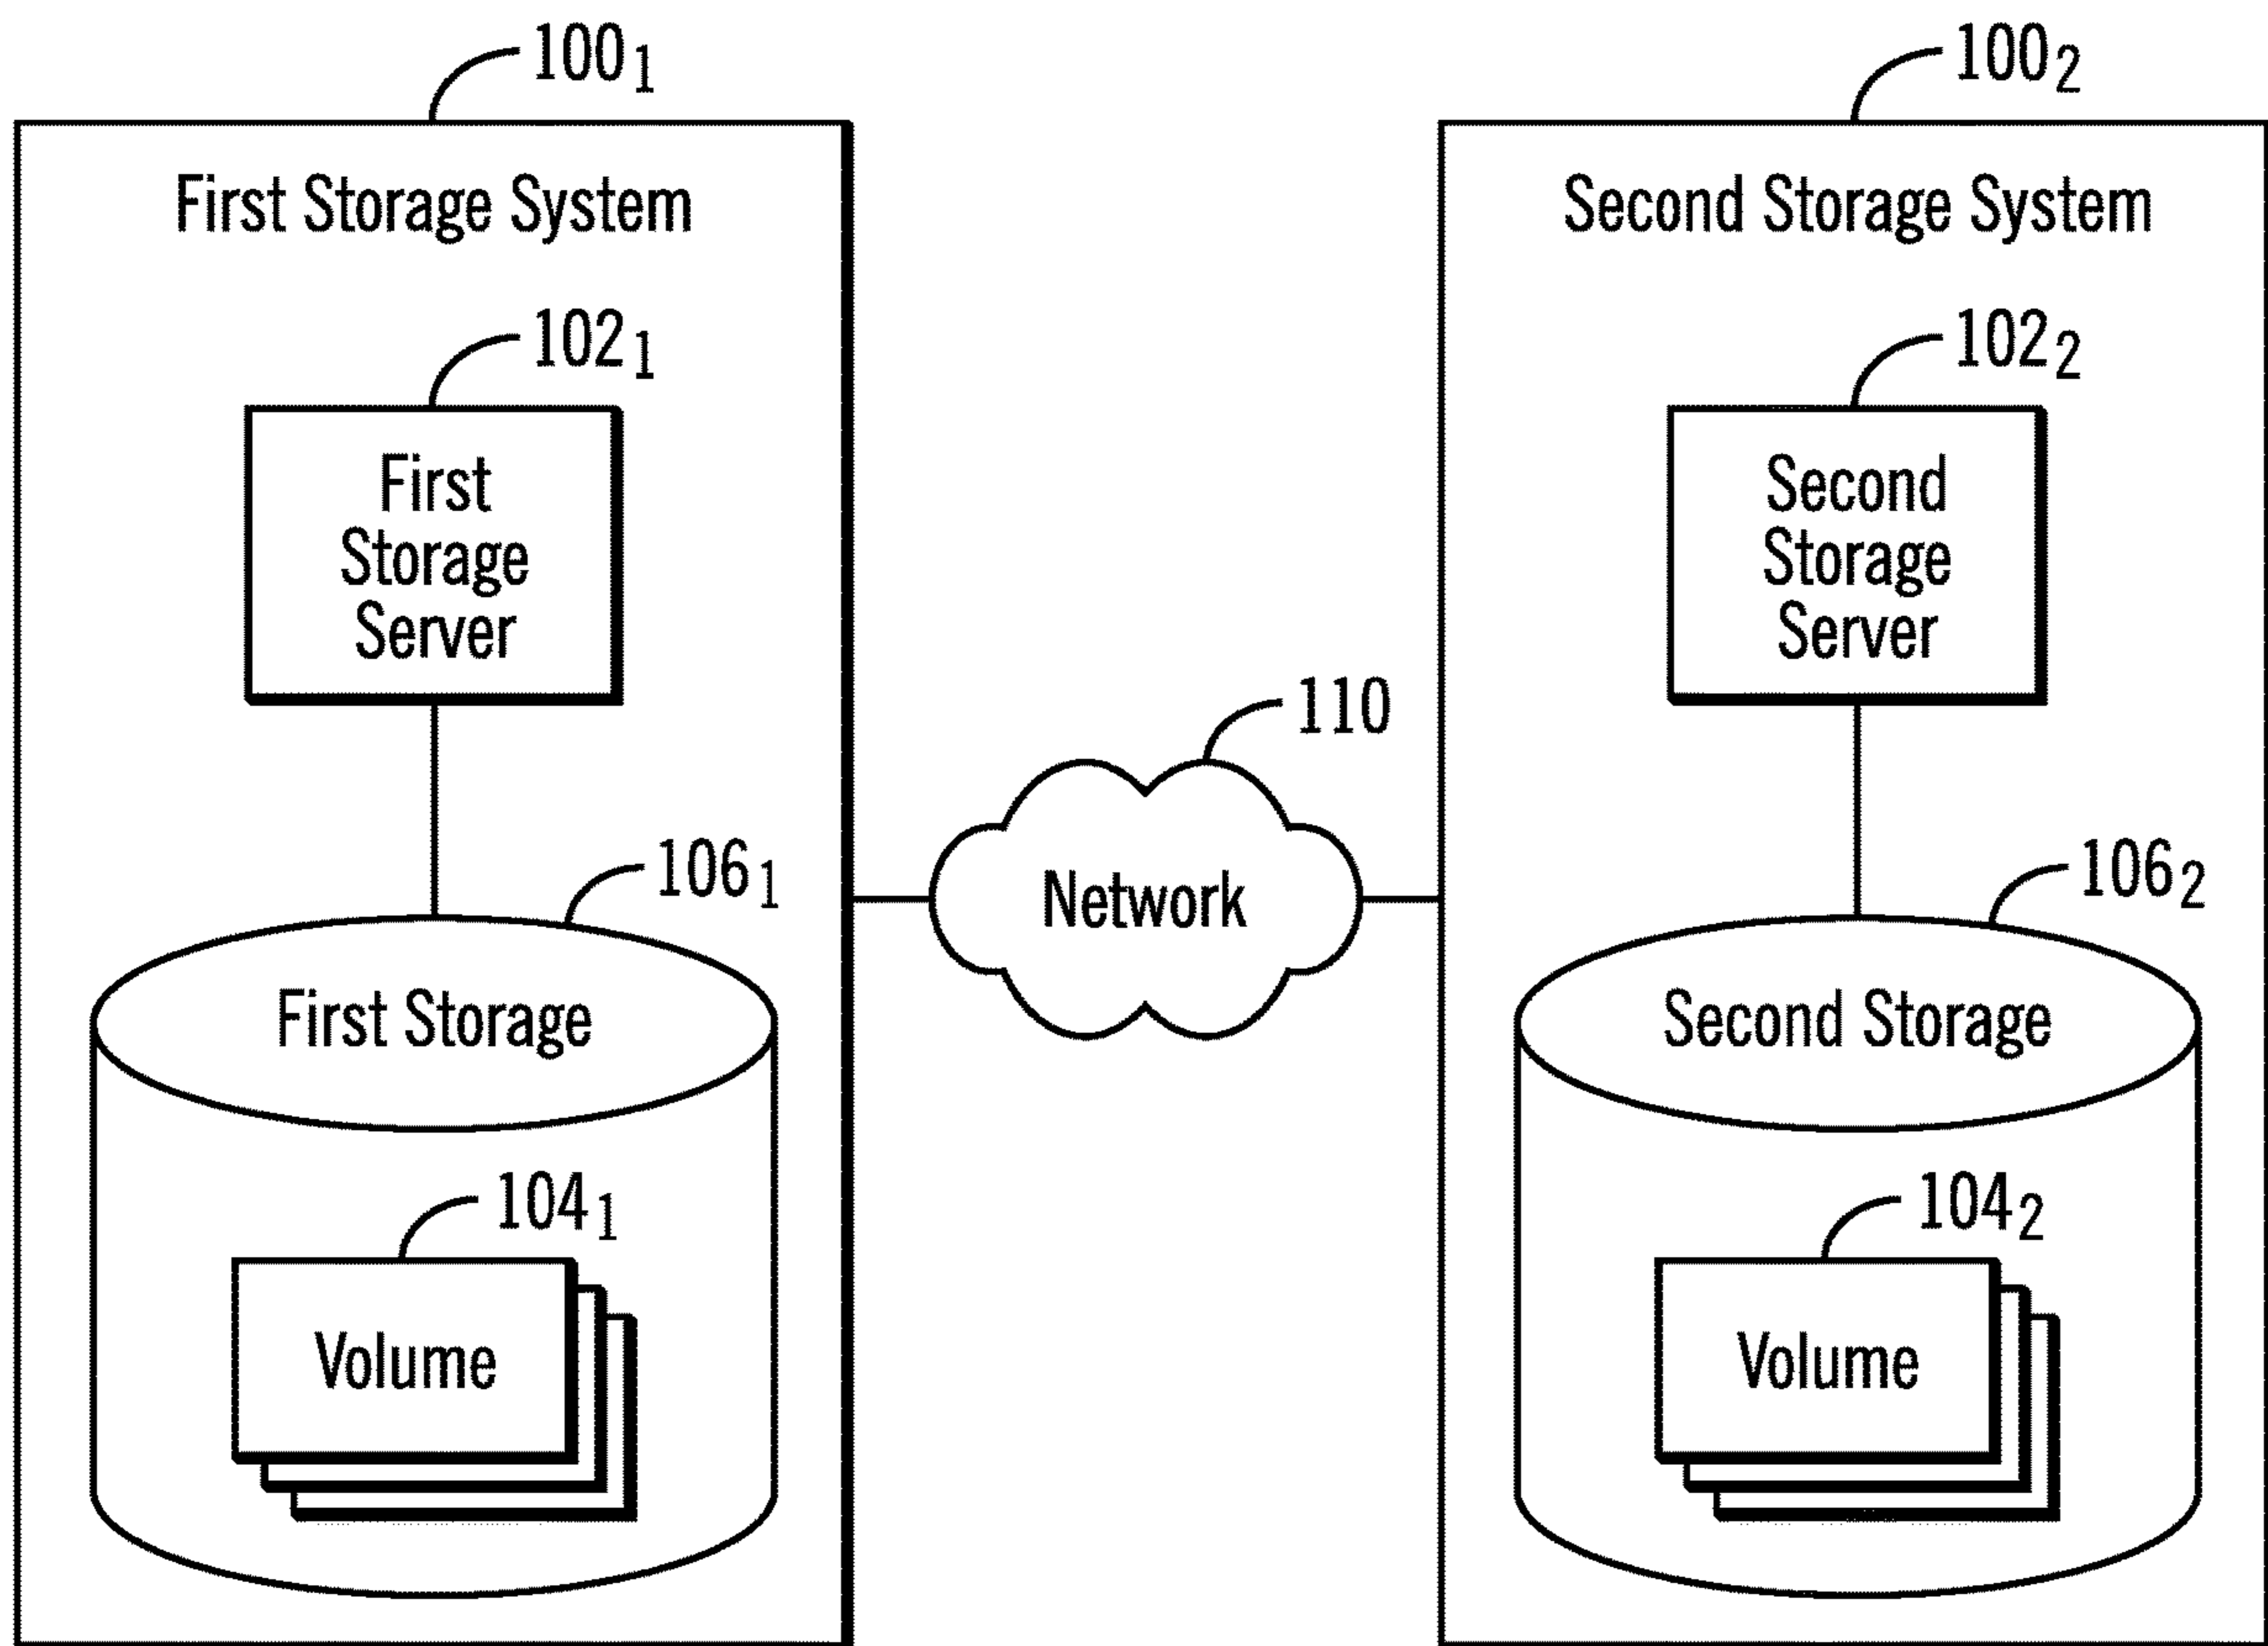 100₁
First Storage System
102₁
First
Storage
Server
106₁
First Storage
104₁
Volume
110
Network
100₂
Second Storage System
102₂
Second
Storage
Server
106₂
Second Storage
104₂
Volume